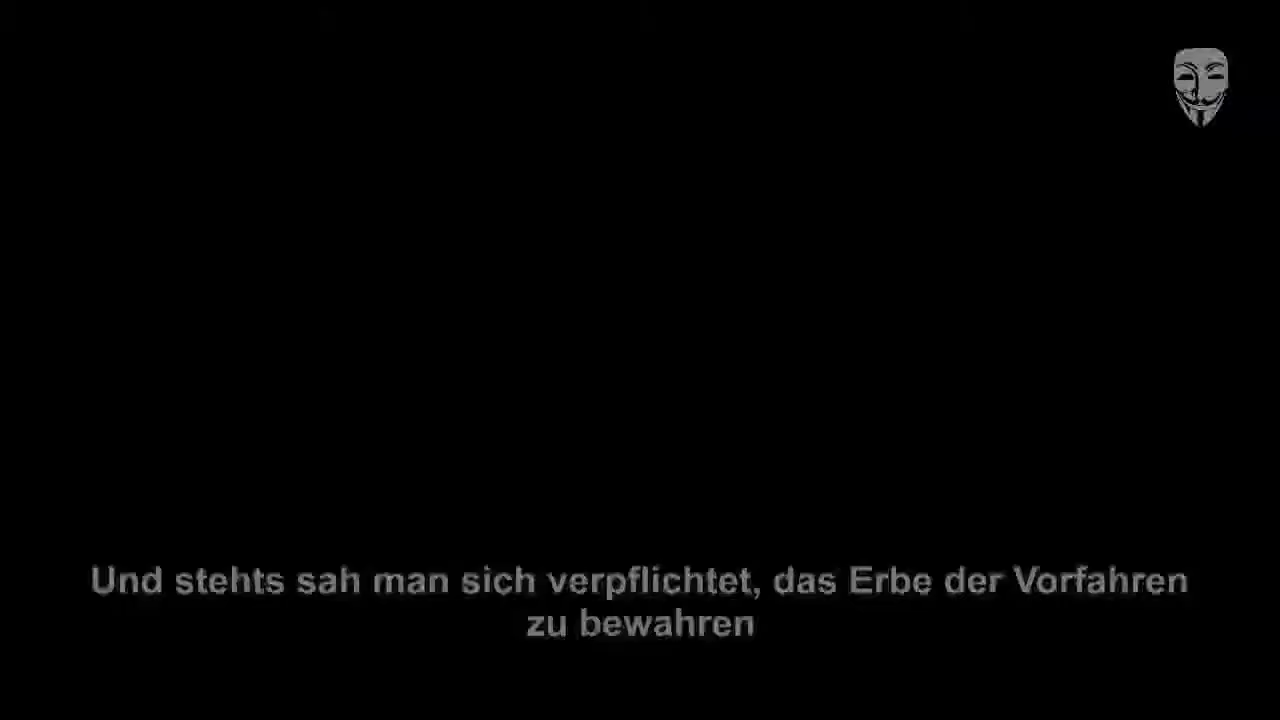 Und stehts sah man sich verpflichtet, das Erbe der Vorfahren
zu bewahren